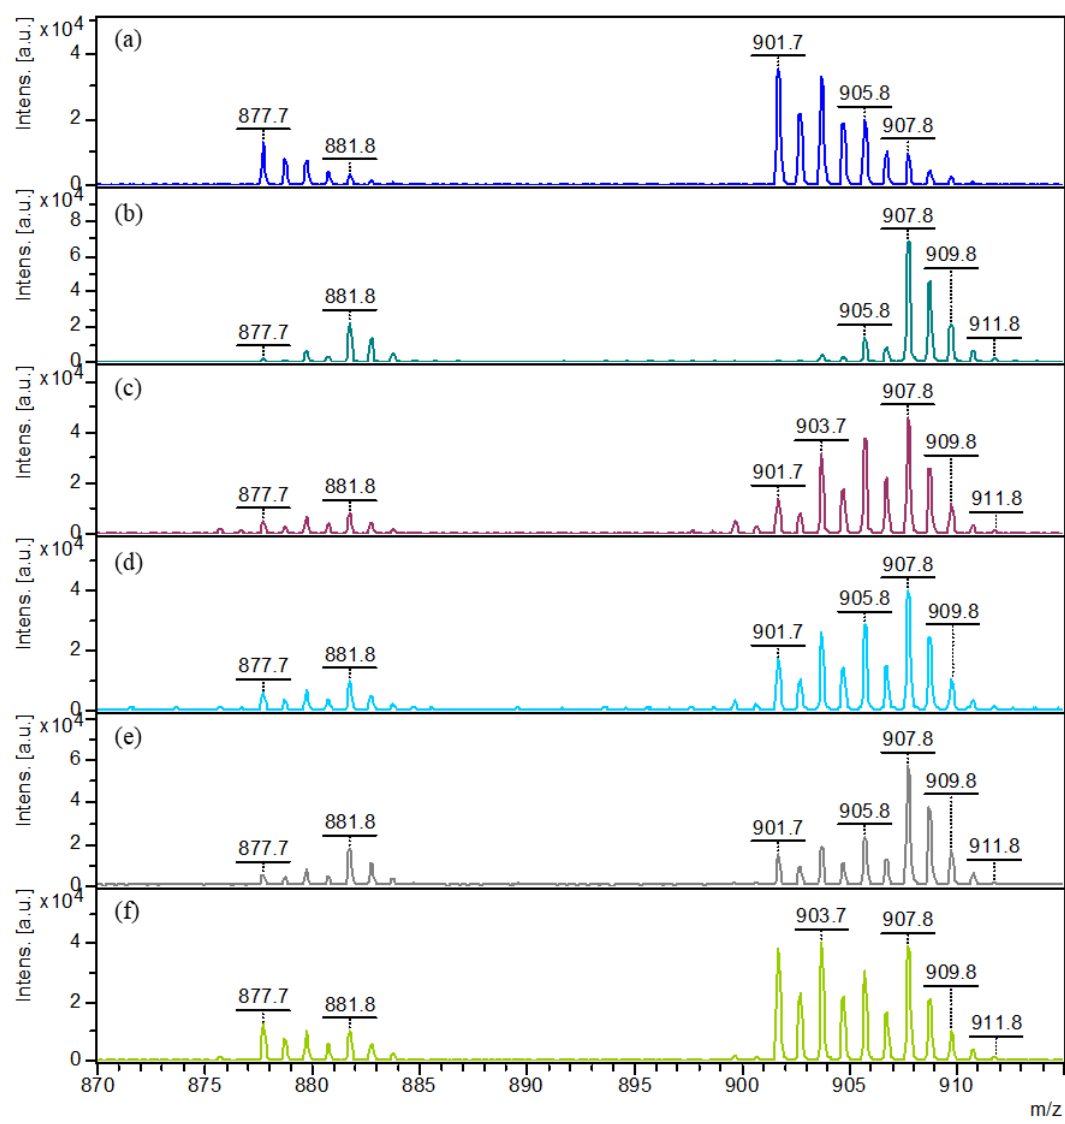 Intens. [a.u.]
x10⁴
(a)
4
2
0
877.7
881.8
901.7
905.8
907.8
Intens. [a.u.]
x10⁴
(b)
8
6
4
2
0
877.7
881.8
905.8
907.8
909.8
911.8
Intens. [a.u.]
x10⁴
(c)
4
2
0
877.7
881.8
901.7
903.7
907.8
909.8
911.8
Intens. [a.u.]
x10⁴
(d)
4
2
0
877.7
881.8
901.7
905.8
907.8
909.8
Intens. [a.u.]
x10⁴
(e)
6
4
2
0
877.7
881.8
901.7
905.8
907.8
909.8
911.8
Intens. [a.u.]
x10⁴
(f)
4
2
0
877.7
881.8
903.7
907.8
909.8
911.8
870 875 880 885 890 895 900 905 910
m/z